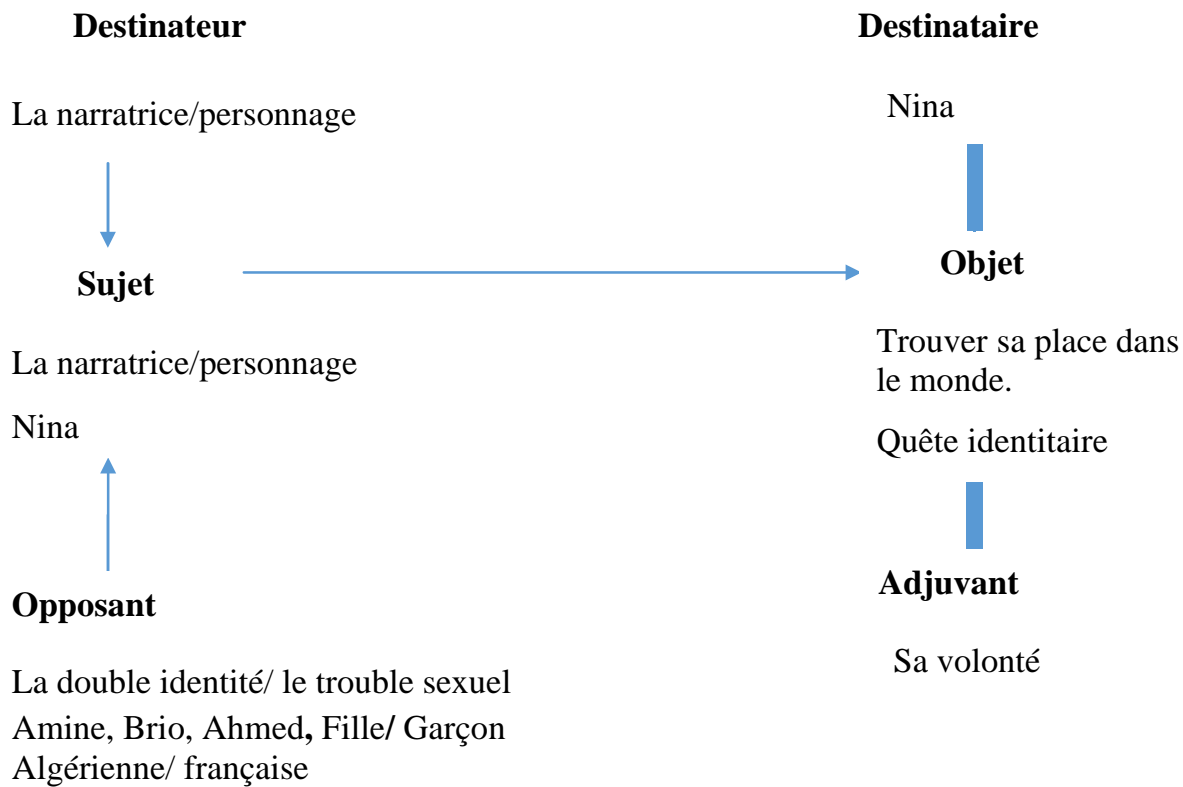 Destinateur
Destinataire
La narratrice/personnage
Nina
Sujet
Objet
La narratrice/personnage
Nina
Trouver sa place dans
le monde.
Quête identitaire
Opposant
Adjuvant
La double identité/ le trouble sexuel
Amine, Brio, Ahmed, Fille/ Garçon
Algérienne/ française
Sa volonté